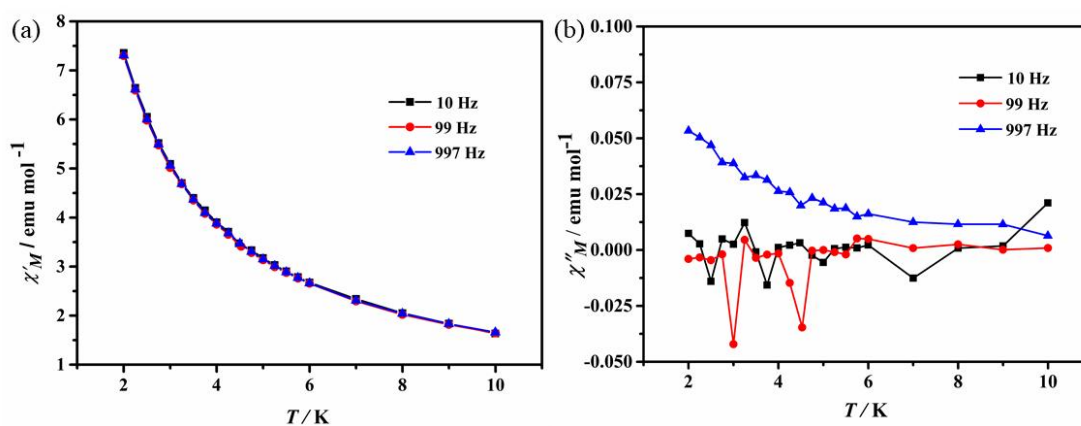 (a)
8
7
6
5
4
3
2
1
χ'M / emu mol⁻¹
10 Hz
99 Hz
997 Hz
2 4 6 8 10
T / K
(b)
0.100
0.075
0.050
0.025
0.000
-0.025
-0.050
χ''M / emu mol⁻¹
10 Hz
99 Hz
997 Hz
2 4 6 8 10
T / K